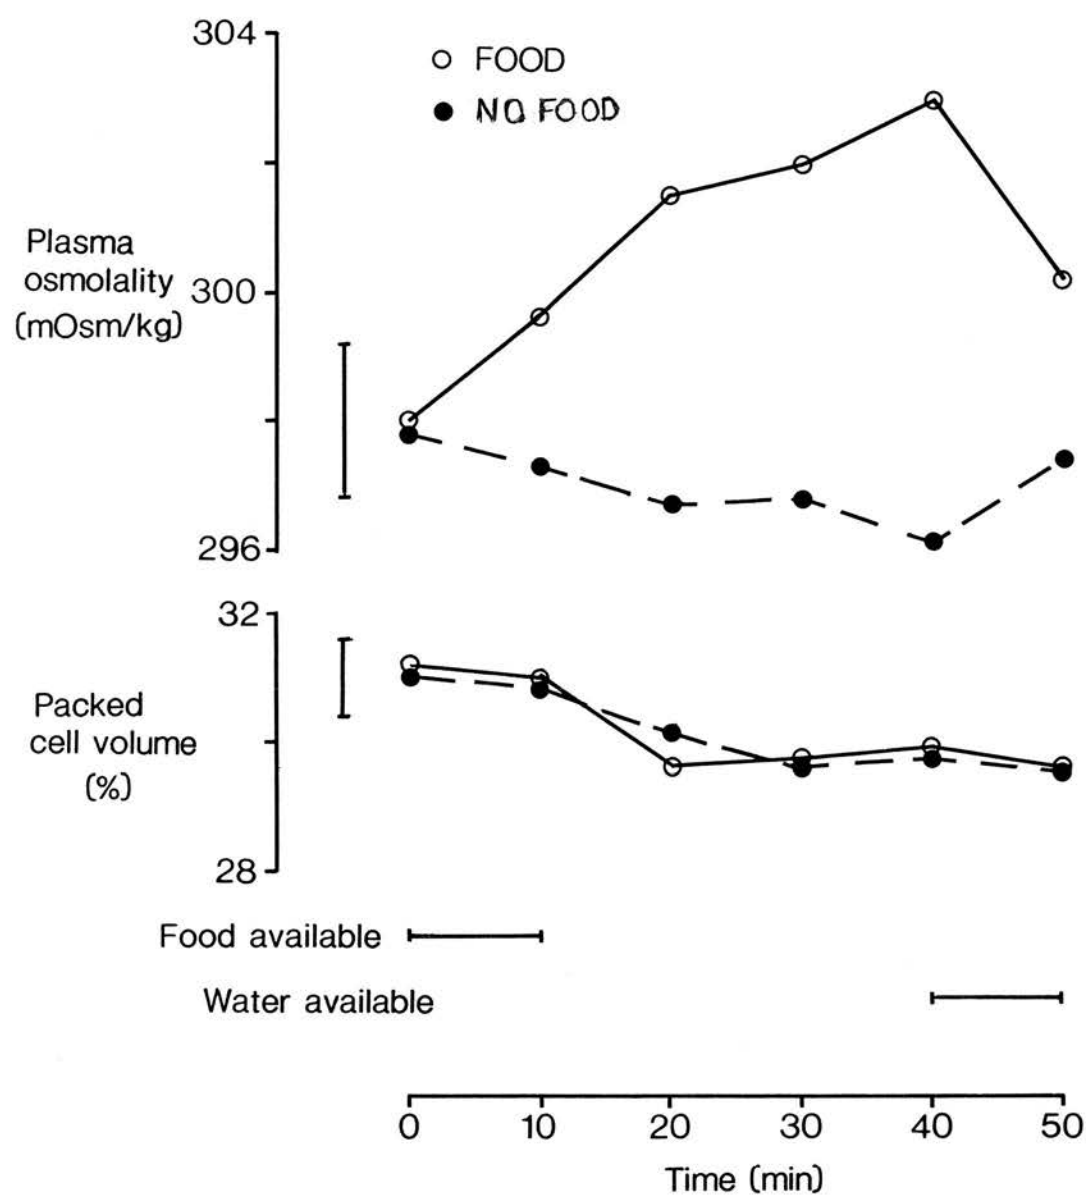 304
FOOD
NO FOOD
Plasma
osmolality
(mOsm/kg)
300
296
32
Packed
cell volume
(%)
28
Food available
Water available
0 10 20 30 40 50
Time (min)